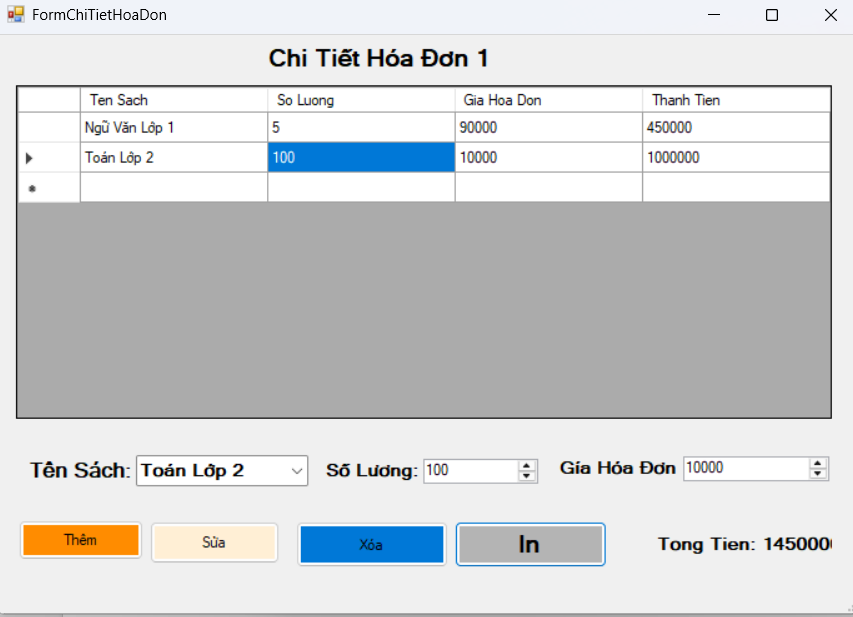 FormChiTietHoaDon
Chi Tiết Hóa Đơn 1
Ten Sach So Luong Gia Hoa Don Thanh Tien
Ngữ Văn Lớp 1 5 90000 450000
Toán Lớp 2 100 10000 1000000
Tên Sách: Toán Lớp 2 Số Lương: 100 Gía Hóa Đơn 10000
Thêm Sửa Xóa In Tong Tien: 1450000